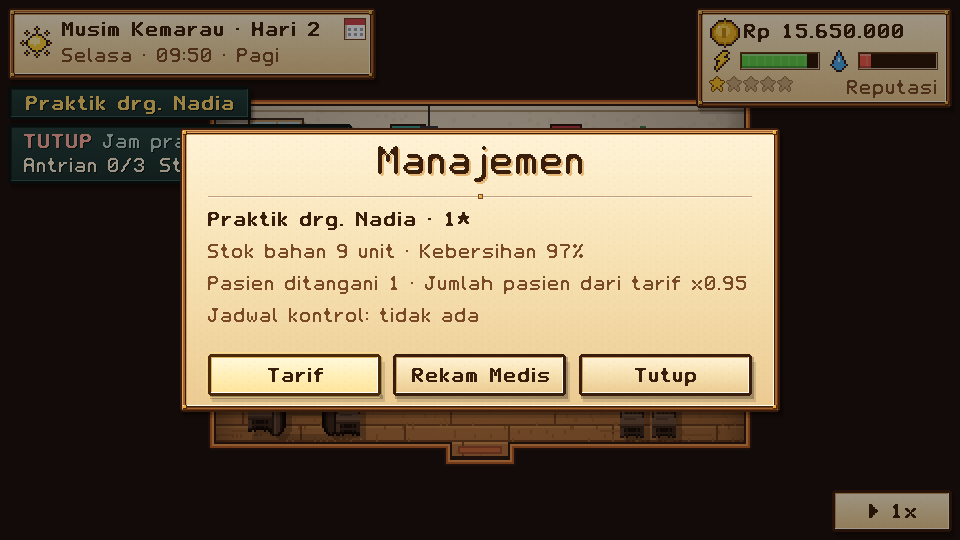 Musim Kemarau · Hari 2
Selasa · 09:50 · Pagi
Rp 15.650.000
Reputasi
Praktik drg. Nadia
TUTUP Jam
Antrian 0/3
Manajemen
Praktik drg. Nadia · 1★
Stok bahan 9 unit · Kebersihan 97%
Pasien ditangani 1 · Jumlah pasien dari tarif x0.95
Jadwal kontrol: tidak ada
Tarif
Rekam Medis
Tutup
1x